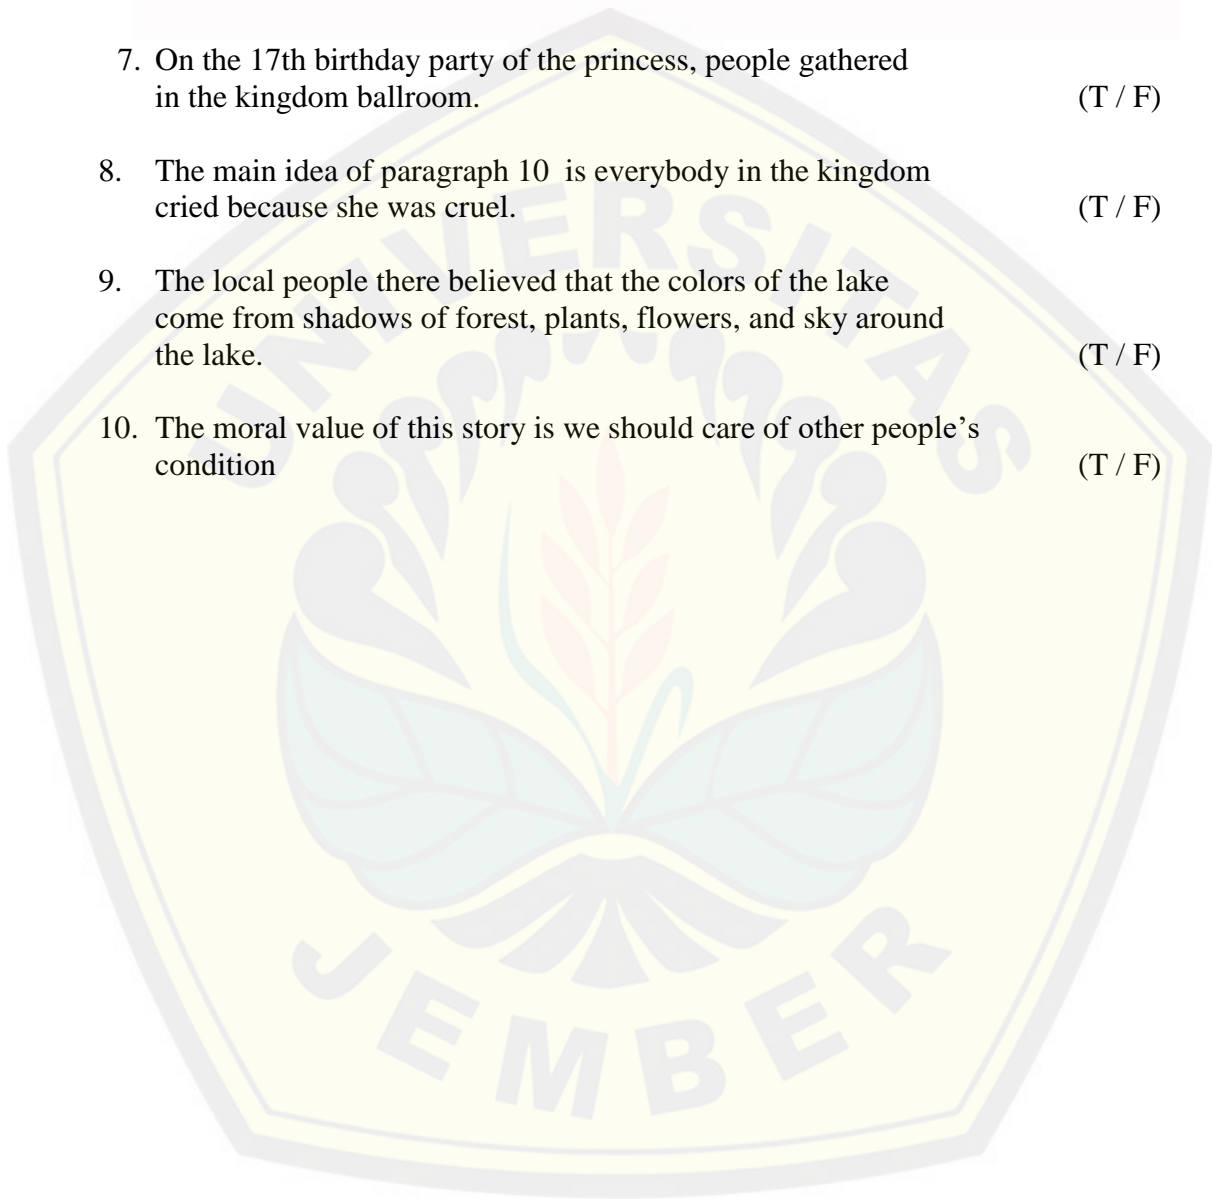 7. On the 17th birthday party of the princess, people gathered
in the kingdom ballroom. (T / F)
8. The main idea of paragraph 10 is everybody in the kingdom
cried because she was cruel. (T / F)
9. The local people there believed that the colors of the lake
come from shadows of forest, plants, flowers, and sky around
the lake. (T / F)
10. The moral value of this story is we should care of other people’s
condition (T / F)
UNIVERSITAS
JEMBER